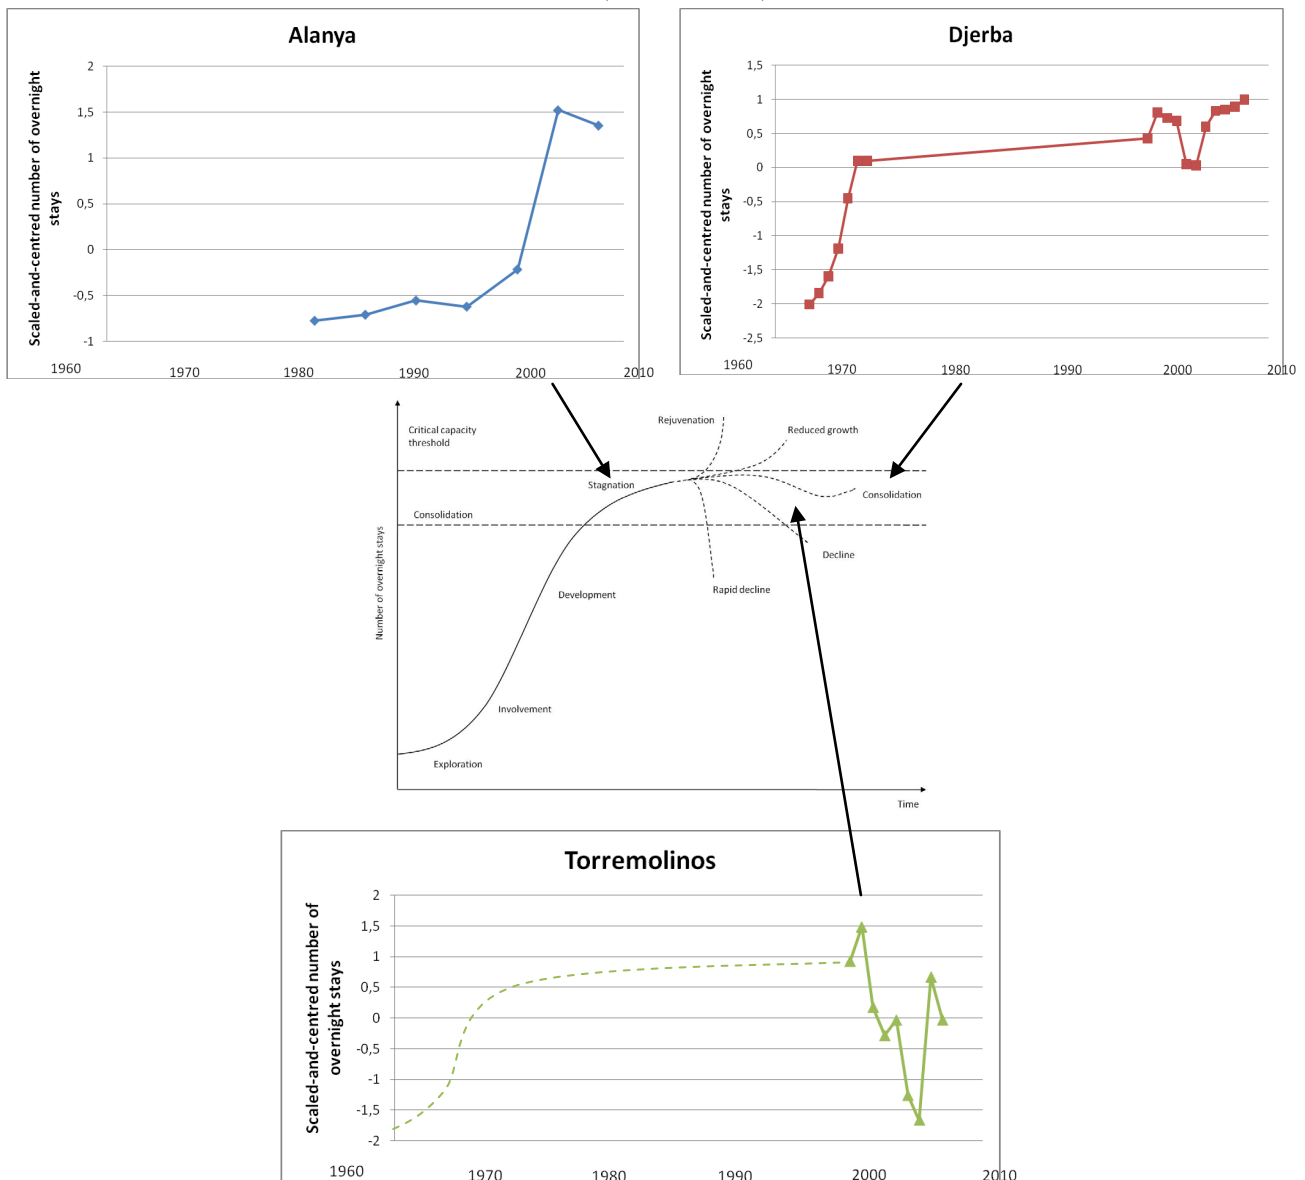 Alanya
Scaled-and-centred number of overnight
stays
2
1,5
1
0,5
0
-0,5
-1
1960
1970
1980
1990
2000
2010
Djerba
Scaled-and-centred number of overnight
stays
1,5
1
0,5
0
-0,5
-1
-1,5
-2
-2,5
1960
1970
1980
1990
2000
2010
Critical capacity
threshold
Rejuvenation
Reduced growth
Stagnation
Consolidation
Consolidation
Decline
Rapid decline
Development
Involvement
Exploration
Number of overnight stays
Time
Torremolinos
Scaled-and-centred number of
overnight stays
2
1,5
1
0,5
0
-0,5
-1
-1,5
-2
1960
1970
1980
1990
2000
2010